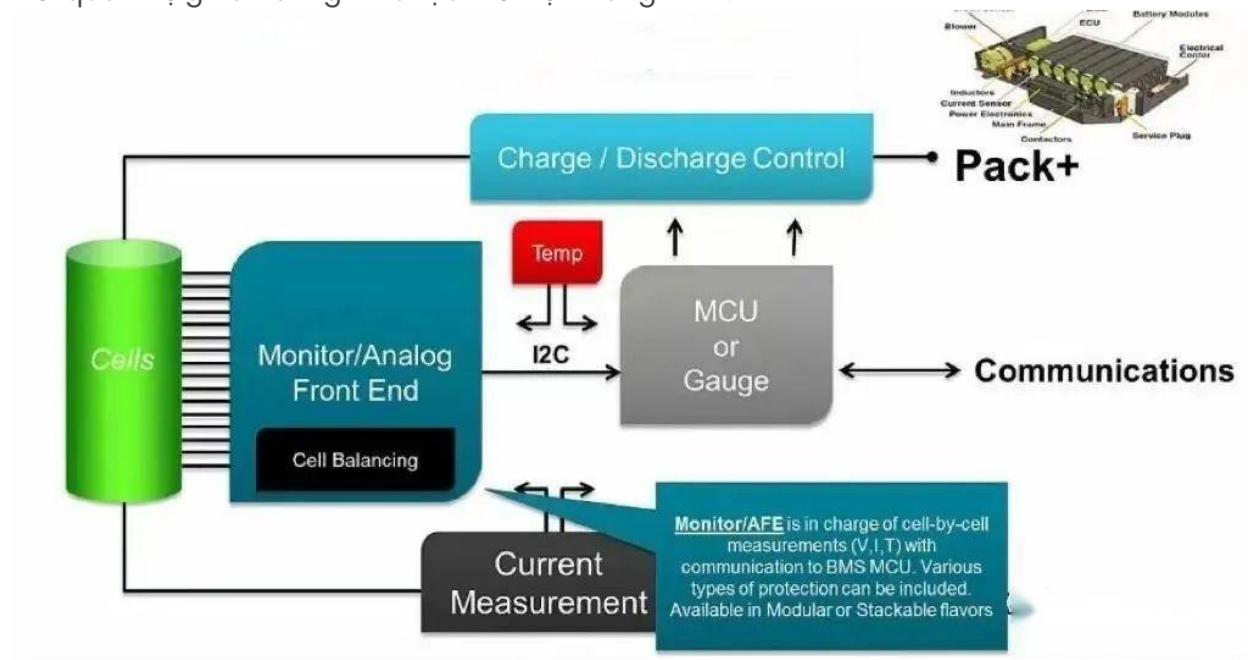 Blower
ECU
Battery Modules
Electrical
Center
Inductors
Current Sensor
Power Electronics
Main Frame
Contactors
Service Plug
Charge / Discharge Control
Pack+
Temp
Cells
Monitor/Analog
Front End
I2C
MCU
or
Gauge
Communications
Cell Balancing
Current
Measurement
Monitor/AFE is in charge of cell-by-cell
measurements (V,I,T) with
communication to BMS MCU. Various
types of protection can be included.
Available in Modular or Stackable flavors